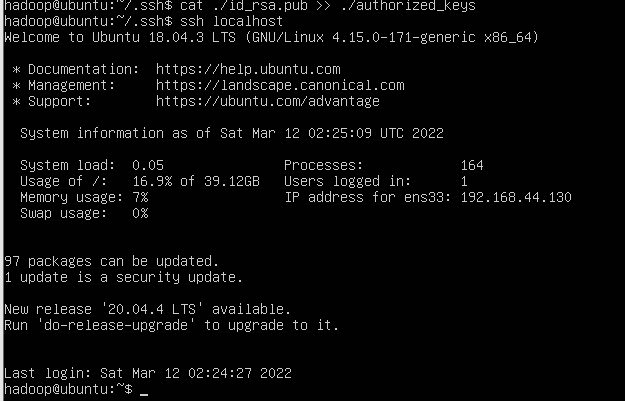 hadoop@ubuntu:~/.ssh$ cat ./id_rsa.pub >> ./authorized_keys
hadoop@ubuntu:~/.ssh$ ssh localhost
Welcome to Ubuntu 18.04.3 LTS (GNU/Linux 4.15.0-171-generic x86_64)
* Documentation:  https://help.ubuntu.com
* Management:     https://landscape.canonical.com
* Support:        https://ubuntu.com/advantage
System information as of Sat Mar 12 02:25:09 UTC 2022
System load:  0.05              Processes:            164
Usage of /:   16.9% of 39.12GB   Users logged in:      1
Memory usage: 7%                IP address for ens33: 192.168.44.130
Swap usage:   0%
97 packages can be updated.
1 update is a security update.
New release '20.04.4 LTS' available.
Run 'do-release-upgrade' to upgrade to it.
Last login: Sat Mar 12 02:24:27 2022
hadoop@ubuntu:~$ _